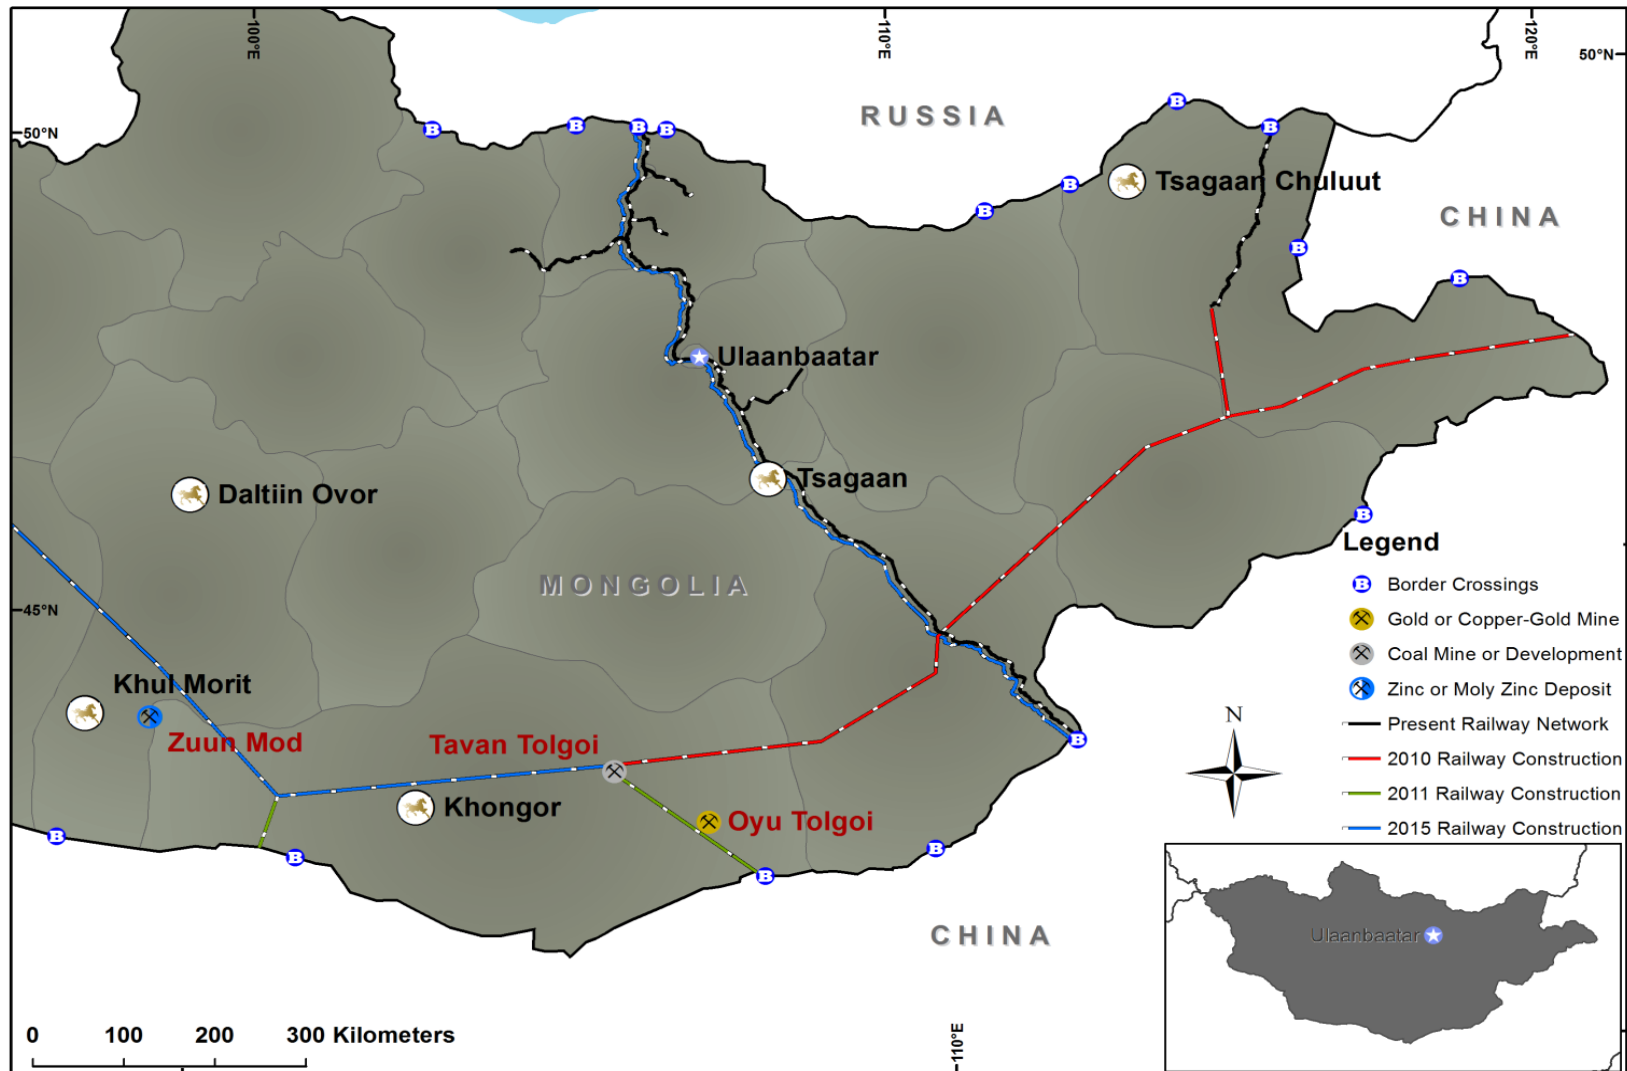 100°E
110°E
120°E
50°N
50°N
RUSSIA
Tsagaan Chuluut
CHINA
Ulaanbaatar
Tsagaan
Daltiin Ovor
MONGOLIA
45°N
Khul Morit
Zuun Mod
Tavan Tolgoi
Khongor
Oyu Tolgoi
CHINA
Legend
B Border Crossings
Gold or Copper-Gold Mine
Coal Mine or Development
Zinc or Moly Zinc Deposit
Present Railway Network
2010 Railway Construction
2011 Railway Construction
2015 Railway Construction
N
Ulaanbaatar
0 100 200 300 Kilometers
110°E